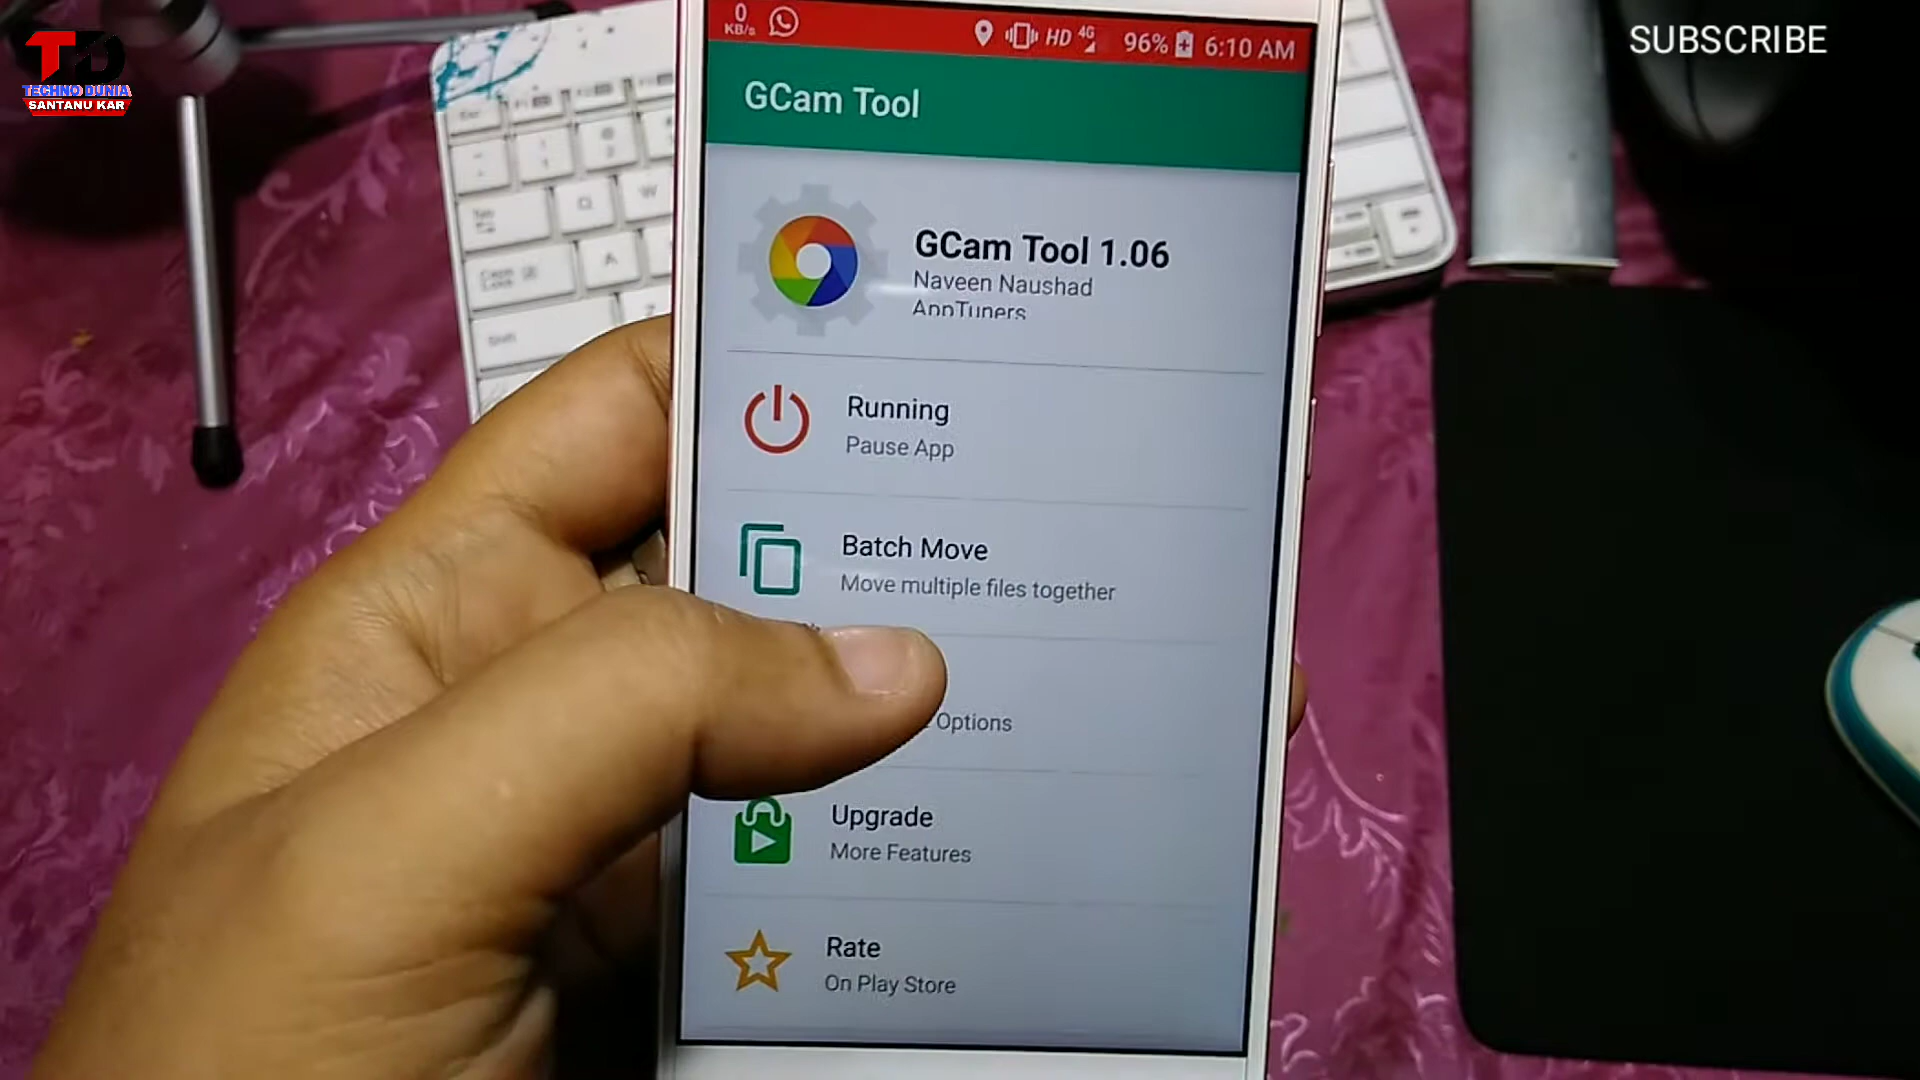 SUBSCRIBE
TD
TECHNO DUNIA
SANTANU KAR
0
KB/s
HD 4G 96% 6:10 AM
GCam Tool
GCam Tool 1.06
Naveen Naushad
AppTuners
Running
Pause App
Batch Move
Move multiple files together
Options
Upgrade
More Features
Rate
On Play Store
Q
W
A
Z